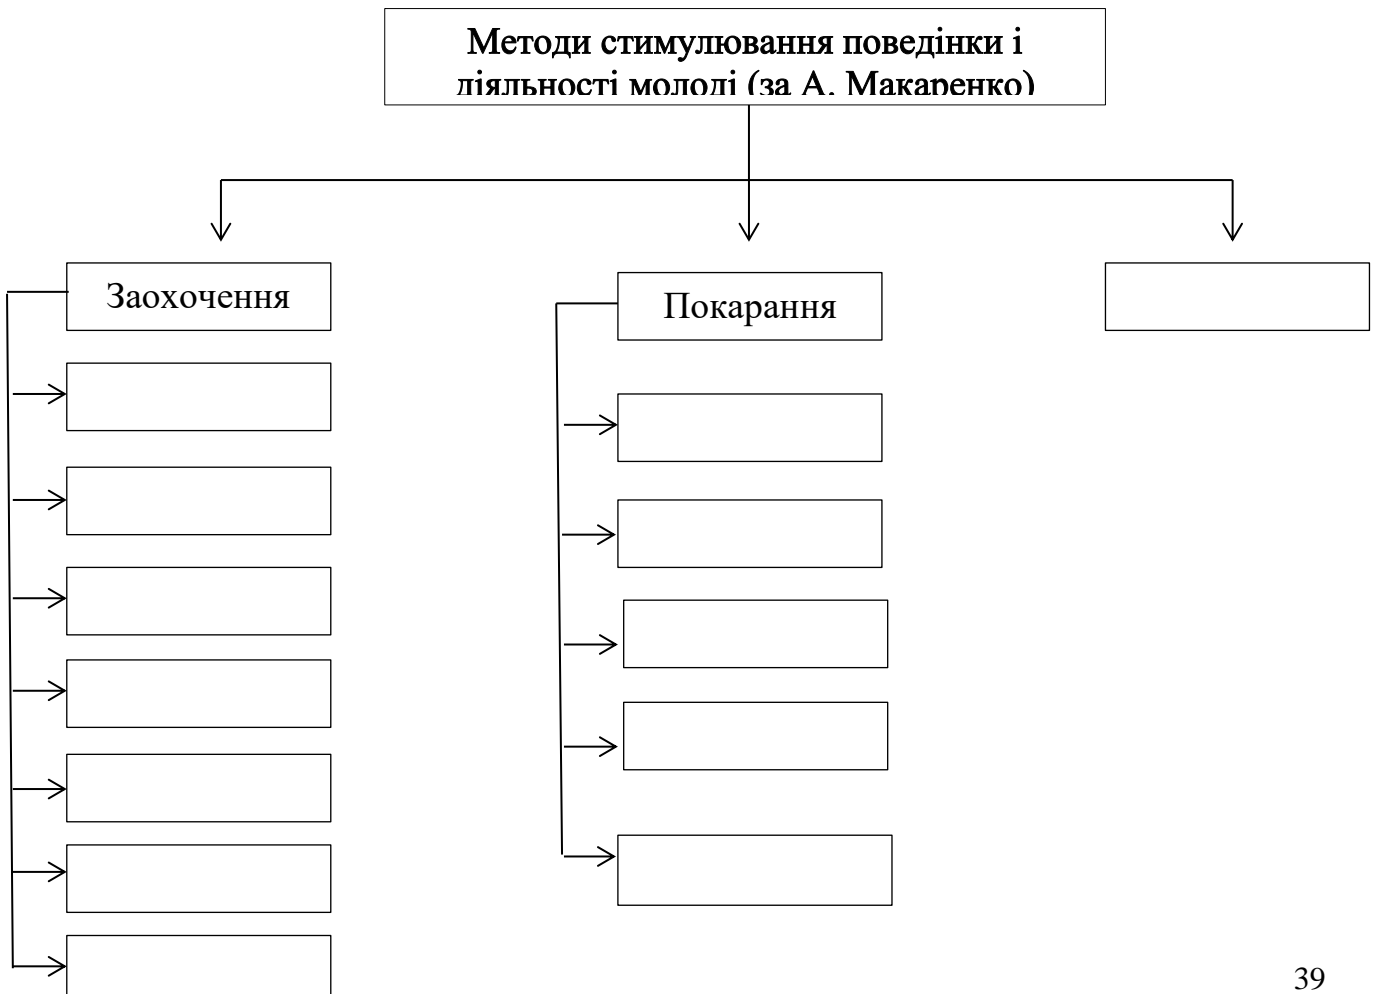 Методи стимулювання поведінки і
діяльності молоді (за А. Макаренко)
Заохочення
Покарання
39